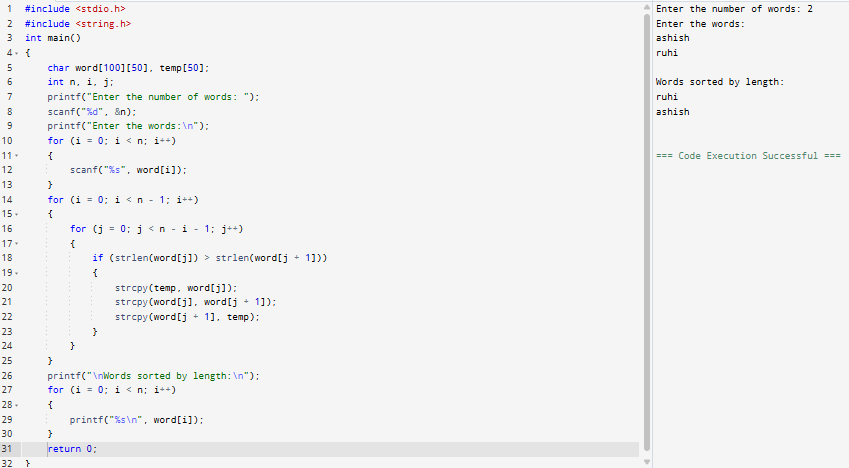 1 #include <stdio.h>
2 #include <string.h>
3 int main()
4 {
5     char word[100][50], temp[50];
6     int n, i, j;
7     printf("Enter the number of words: ");
8     scanf("%d", &n);
9     printf("Enter the words:\n");
10     for (i = 0; i < n; i++)
11     {
12         scanf("%s", word[i]);
13     }
14     for (i = 0; i < n - 1; i++)
15     {
16         for (j = 0; j < n - i - 1; j++)
17         {
18             if (strlen(word[j]) > strlen(word[j + 1]))
19             {
20                 strcpy(temp, word[j]);
21                 strcpy(word[j], word[j + 1]);
22                 strcpy(word[j + 1], temp);
23             }
24         }
25     }
26     printf("\nWords sorted by length:\n");
27     for (i = 0; i < n; i++)
28     {
29         printf("%s\n", word[i]);
30     }
31     return 0;
32 }
Enter the number of words: 2
Enter the words:
ashish
ruhi
Words sorted by length:
ruhi
ashish
=== Code Execution Successful ===